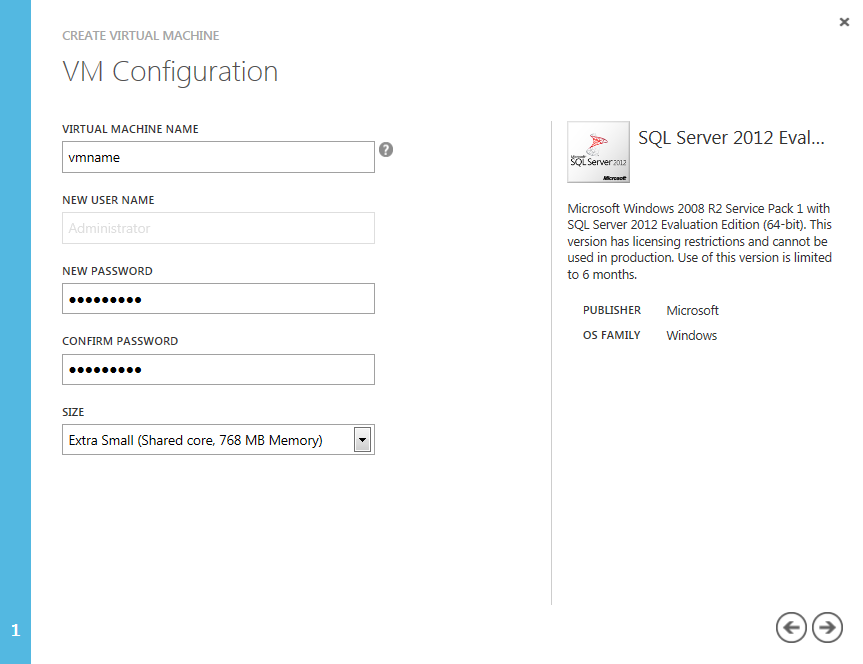 CREATE VIRTUAL MACHINE
VM Configuration
VIRTUAL MACHINE NAME
vmname
?
NEW USER NAME
Administrator
NEW PASSWORD
●●●●●●●●●
CONFIRM PASSWORD
●●●●●●●●●
SIZE
Extra Small (Shared core, 768 MB Memory)
Microsoft
SQL Server 2012
Microsoft
SQL Server 2012 Eval...
Microsoft Windows 2008 R2 Service Pack 1 with
SQL Server 2012 Evaluation Edition (64-bit). This
version has licensing restrictions and cannot be
used in production. Use of this version is limited
to 6 months.
PUBLISHER Microsoft
OS FAMILY Windows
1